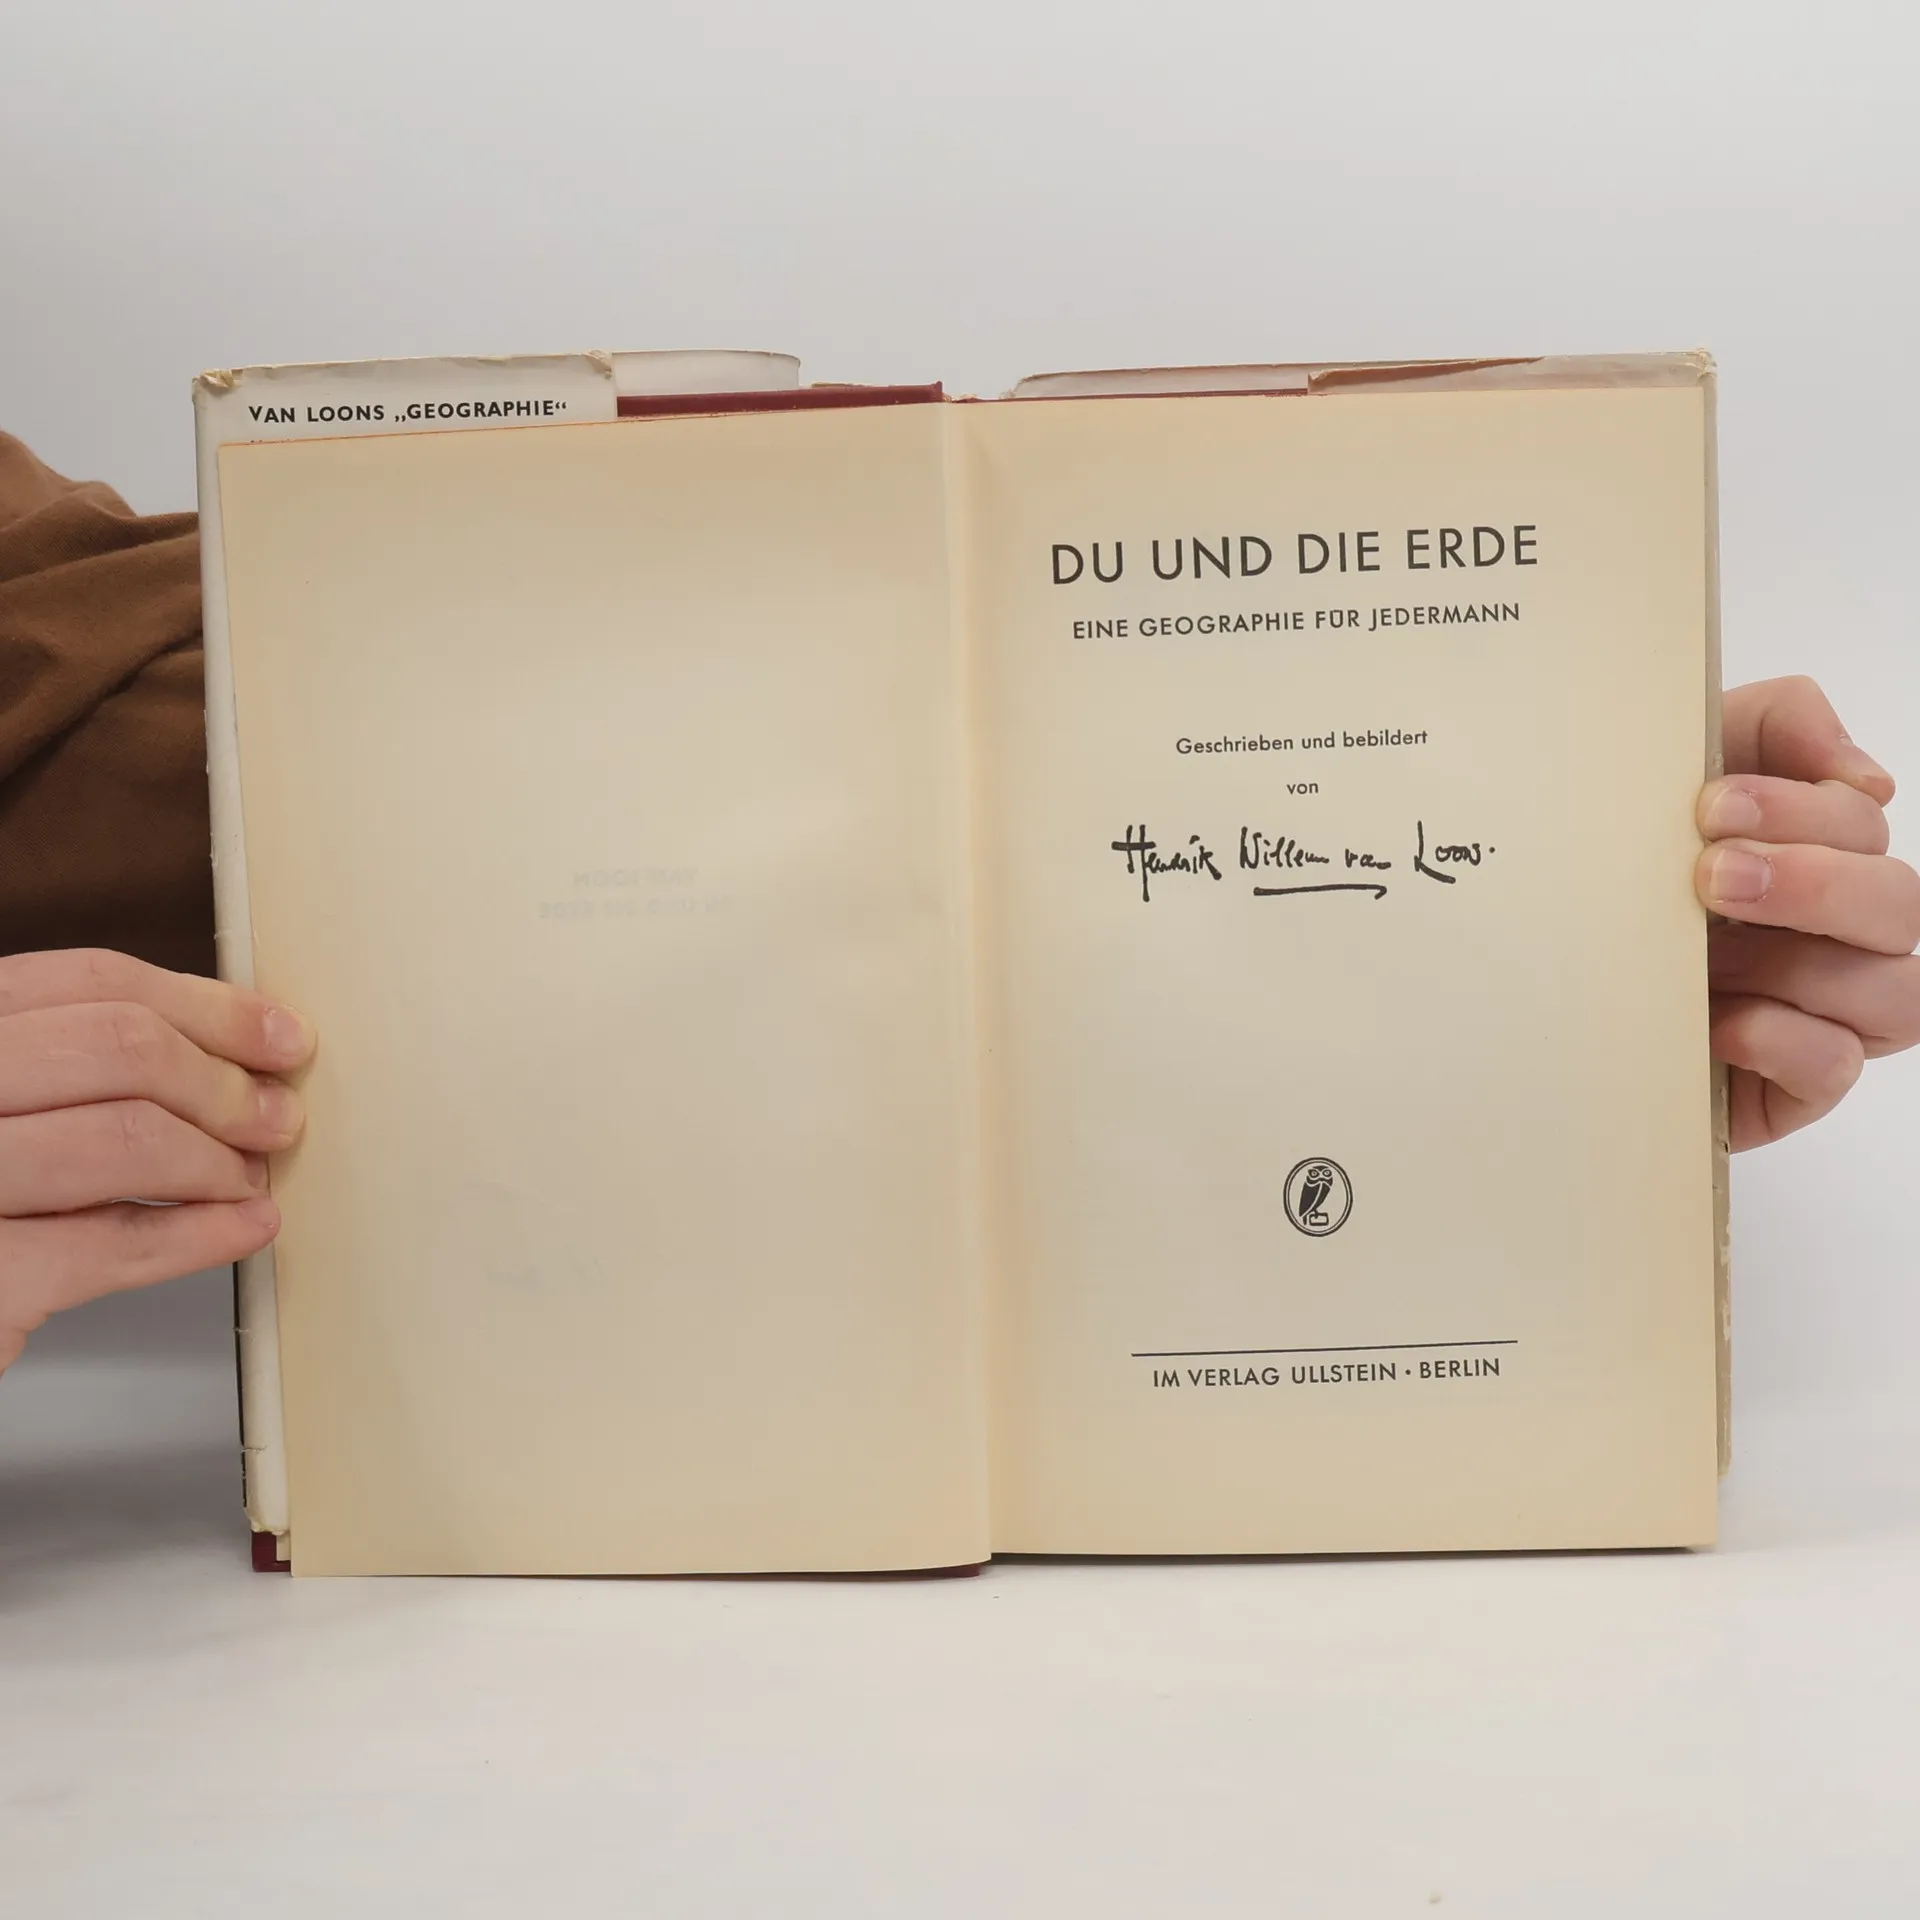 VAN LOONS „GEOGRAPHIE“
DU UND DIE ERDE
EINE GEOGRAPHIE FÜR JEDERMANN
Geschrieben und bebildert
von
Hendrik Willem van Loon.
IM VERLAG ULLSTEIN • BERLIN